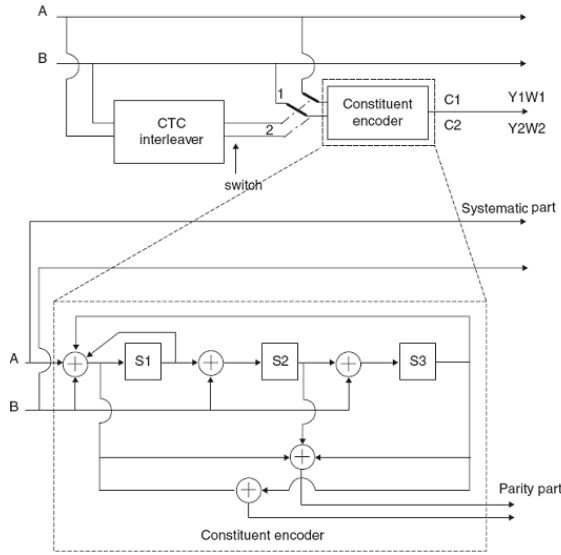 A
B
1
CTC
interleaver
2
switch
Constituent
encoder
C1
C2
Y1W1
Y2W2
Systematic part
A
B
S1
S2
S3
Parity part
Constituent encoder